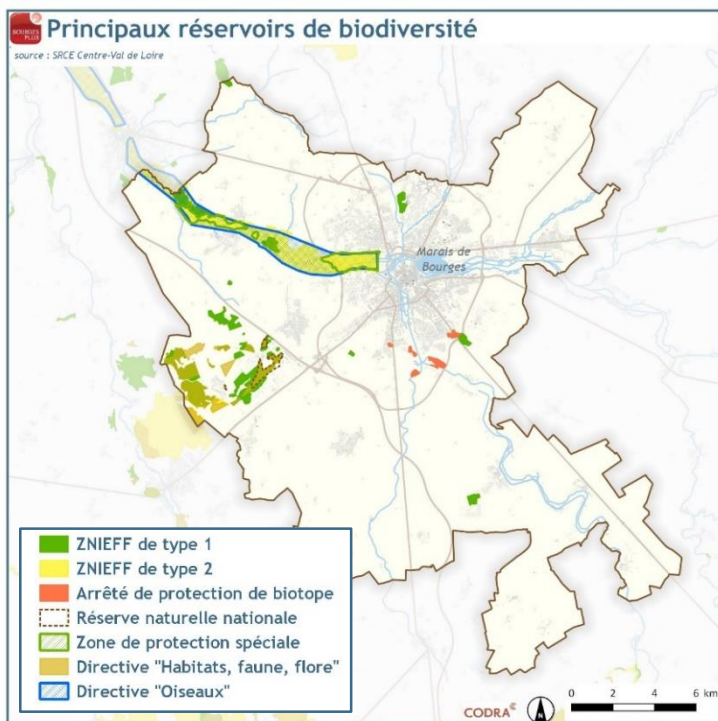 BOURGES
PLUS
Principaux réservoirs de biodiversité
source : SRCE Centre-Val de Loire
Marais de
Bourges
ZNIEFF de type 1
ZNIEFF de type 2
Arrêté de protection de biotope
Réserve naturelle nationale
Zone de protection spéciale
Directive "Habitats, faune, flore"
Directive "Oiseaux"
CODRA
N
0 2 4 6 km